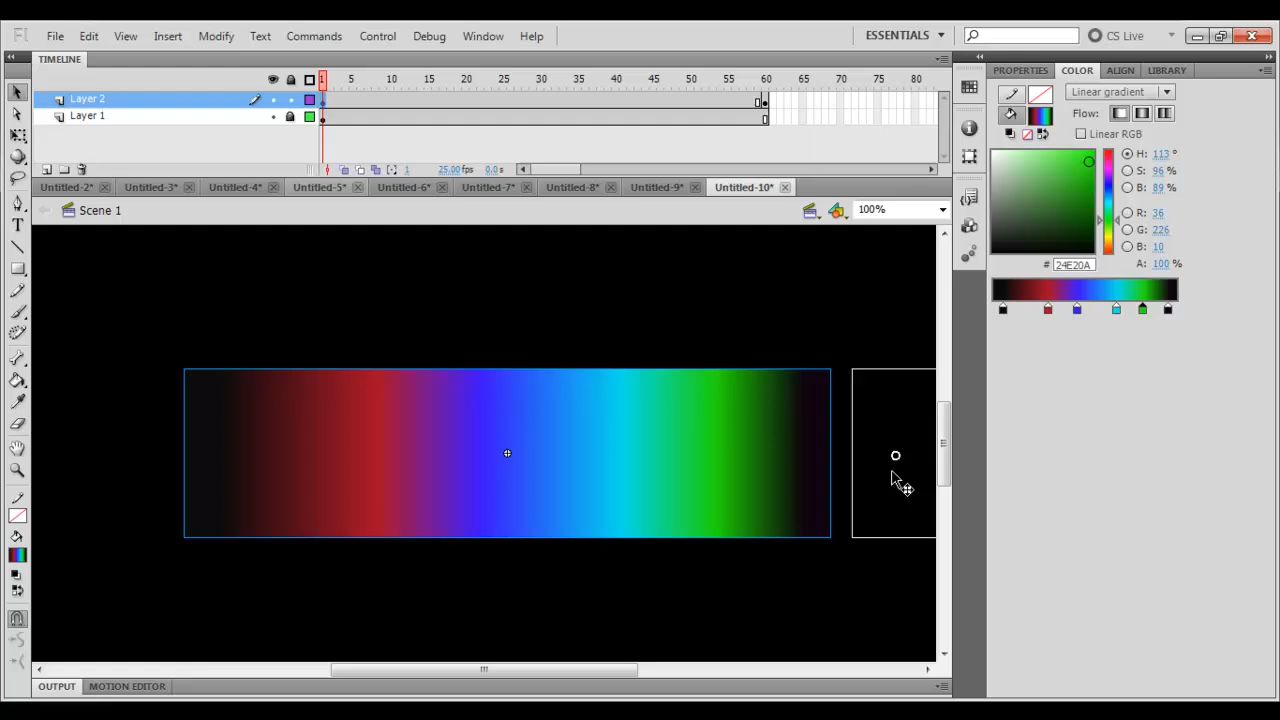 Fl File Edit View Insert Modify Text Commands Control Debug Window Help ESSENTIALS CS Live
TIMELINE
PROPERTIES COLOR ALIGN LIBRARY
1 5 10 15 20 25 30 35 40 45 50 55 60 65 70 75 80
Layer 2
Layer 1
1 25.00fps 0.0s
Untitled-2* Untitled-3* Untitled-4* Untitled-5* Untitled-6* Untitled-7* Untitled-8* Untitled-9* Untitled-10*
Scene 1 100%
Linear gradient
Flow:
Linear RGB
H: 113 °
S: 96 %
B: 89 %
R: 36
G: 226
B: 10
# 24E20A A: 100 %
OUTPUT MOTION EDITOR